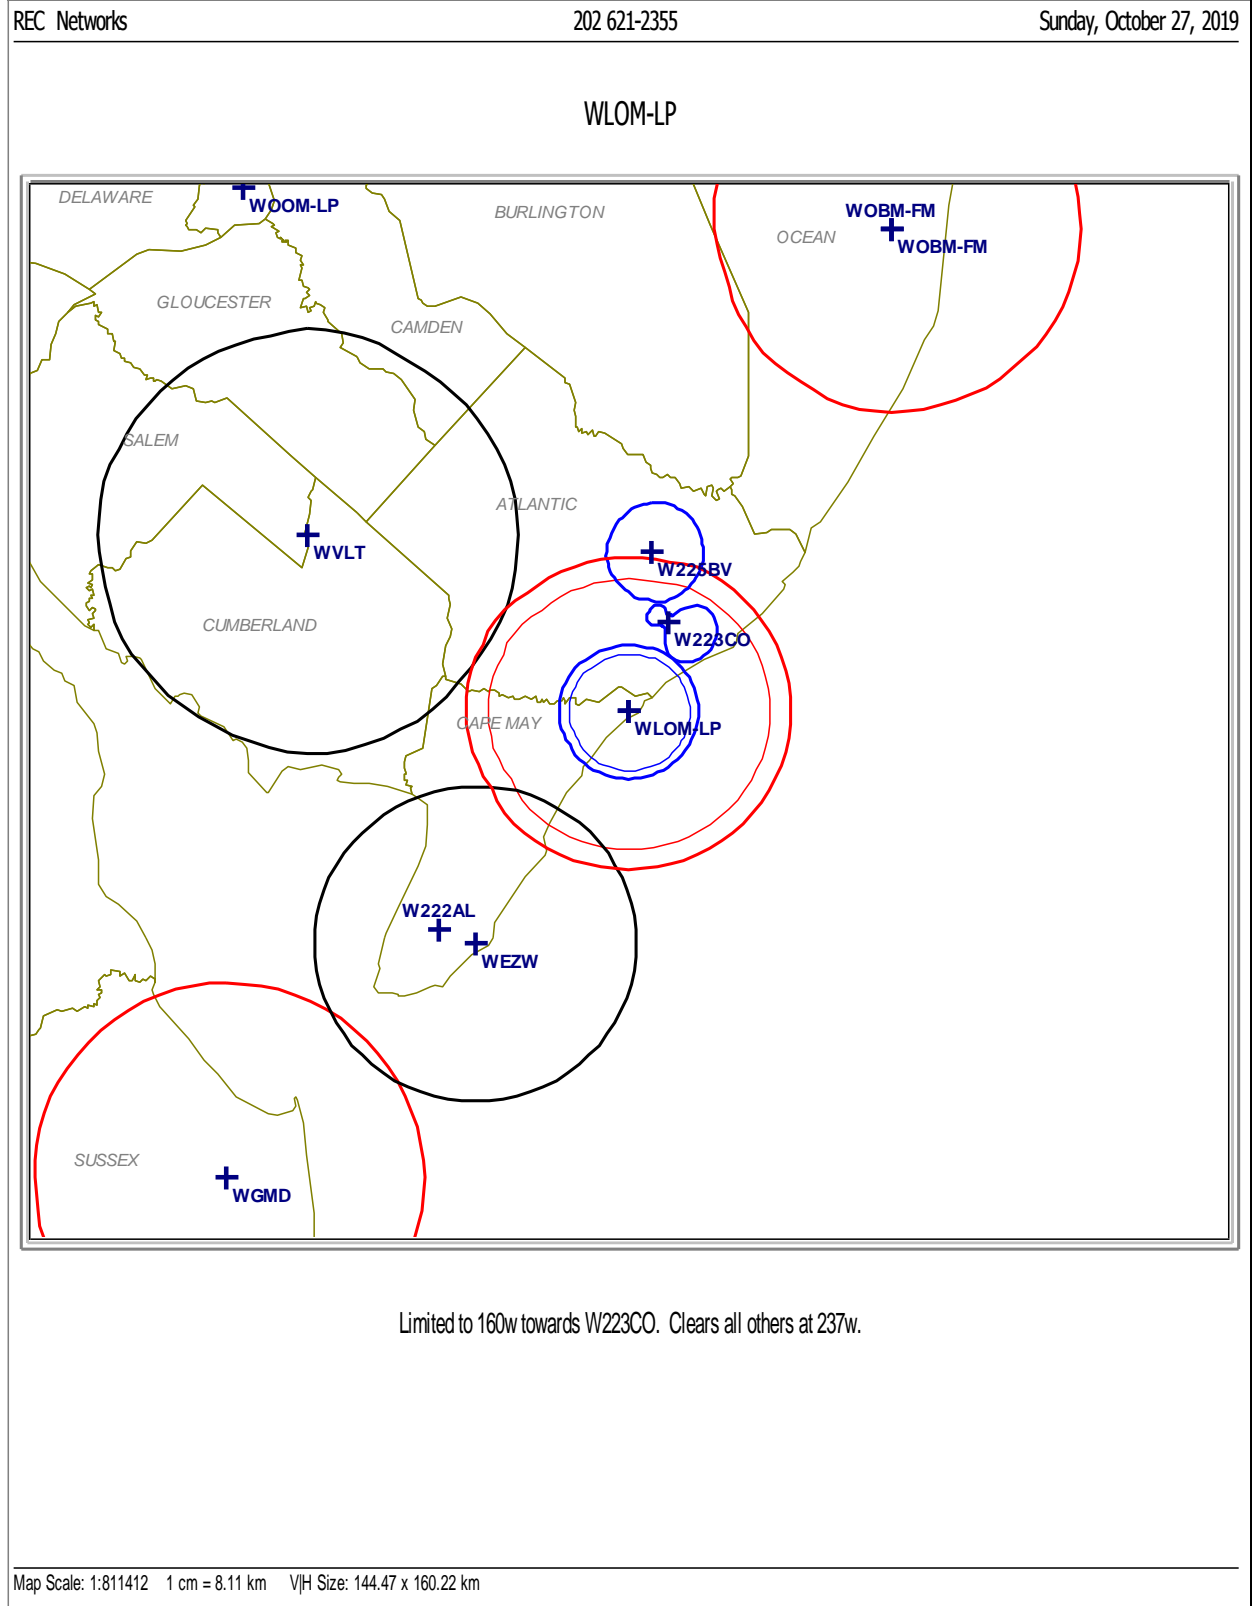 REC Networks 202 621-2355 Sunday, October 27, 2019
WLOM-LP
DELAWARE
WOOM-LP
BURLINGTON
WOBM-FM
OCEAN
WOBM-FM
GLOUCESTER
CAMDEN
SALEM
ATLANTIC
WVLT
W225BV
CUMBERLAND
W223CO
CAPE MAY
WLOM-LP
W222AL
WEZW
SUSSEX
WGMD
Limited to 160w towards W223CO. Clears all others at 237w.
Map Scale: 1:811412 1 cm = 8.11 km V|H Size: 144.47 x 160.22 km